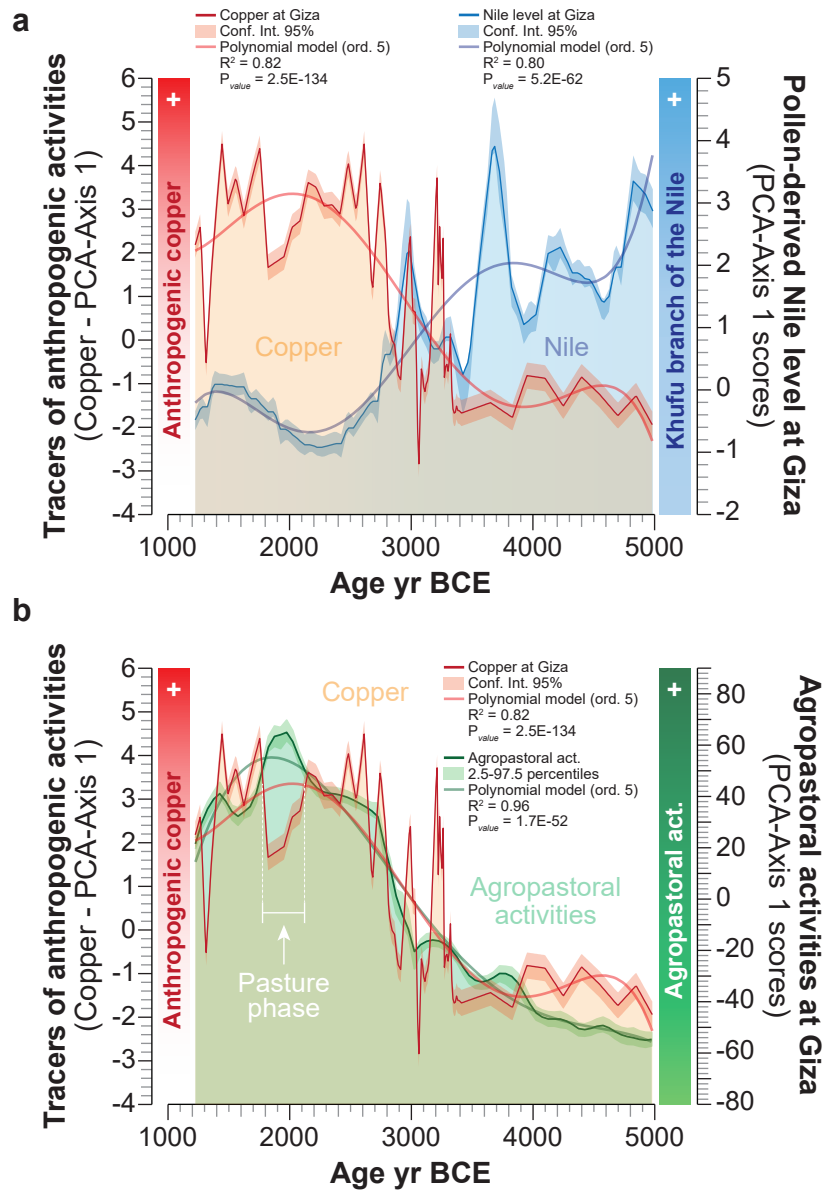 a
Copper at Giza
Conf. Int. 95%
Polynomial model (ord. 5)
R² = 0.82
P value = 2.5E-134
Nile level at Giza
Conf. Int. 95%
Polynomial model (ord. 5)
R² = 0.80
P value = 5.2E-62
Tracers of anthropogenic activities
(Copper - PCA-Axis 1)
6
5
4
3
2
1
0
-1
-2
-3
-4
+
Anthropogenic copper
Copper
Nile
+
Khufu branch of the Nile
5
4
3
2
1
0
-1
-2
Pollen-derived Nile level at Giza
(PCA-Axis 1 scores)
1000 2000 3000 4000 5000
Age yr BCE
b
Tracers of anthropogenic activities
(Copper - PCA-Axis 1)
6
5
4
3
2
1
0
-1
-2
-3
-4
+
Anthropogenic copper
Copper
Copper at Giza
Conf. Int. 95%
Polynomial model (ord. 5)
R² = 0.82
P value = 2.5E-134
Agropastoral act.
2.5-97.5 percentiles
Polynomial model (ord. 5)
R² = 0.96
P value = 1.7E-52
Agropastoral
activities
Pasture
phase
+
Agropastoral act.
80
60
40
20
0
-20
-40
-60
-80
Agropastoral activities at Giza
(PCA-Axis 1 scores)
1000 2000 3000 4000 5000
Age yr BCE